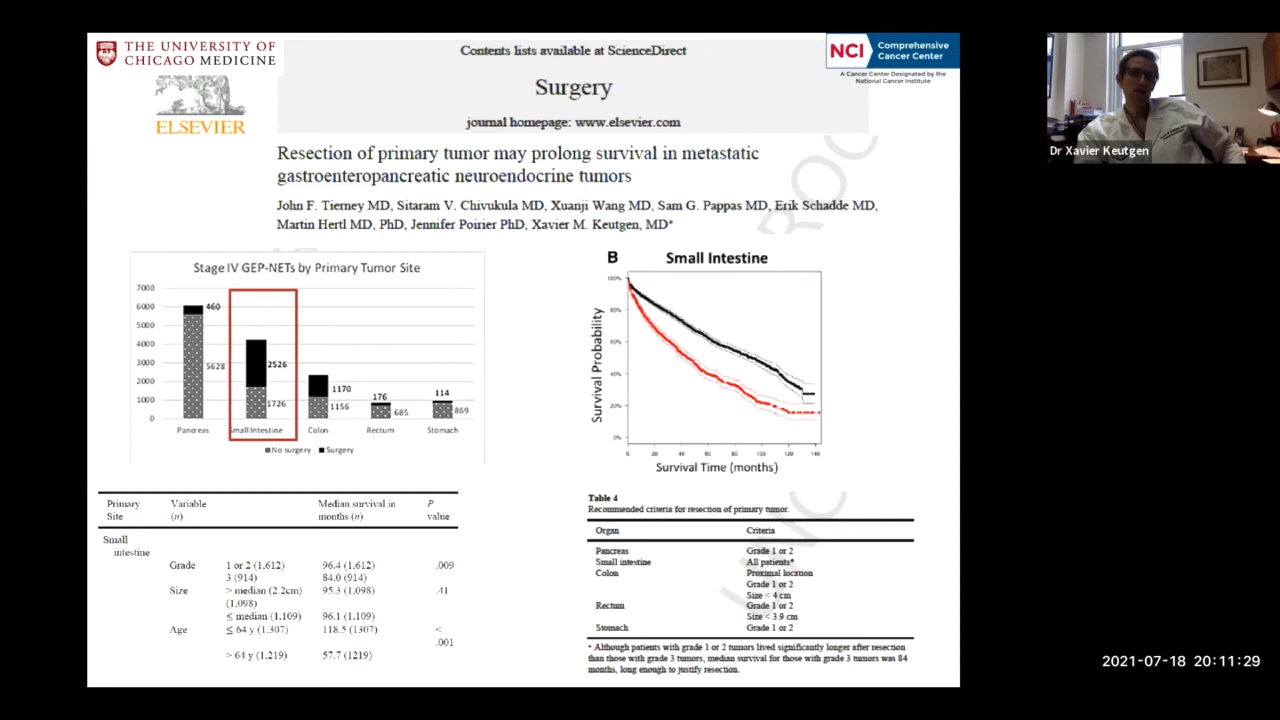 THE UNIVERSITY OF
CHICAGO MEDICINE
ELSEVIER
Contents lists available at ScienceDirect
Surgery
journal homepage: www.elsevier.com
NCI
Comprehensive
Cancer Center
A Cancer Center Designated by the
National Cancer Institute
Dr Xavier Keutgen
Resection of primary tumor may prolong survival in metastatic
gastroenteropancreatic neuroendocrine tumors
John F. Tierney MD, Sitaram V. Chivukula MD, Xuanji Wang MD, Sam G. Pappas MD, Erik Schadde MD,
Martin Hertl MD, PhD, Jennifer Poirier PhD, Xavier M. Keutgen, MD*
Stage IV GEP-NETs by Primary Tumor Site
7000
6000
5000
4000
3000
2000
1000
0
460
5628
2526
1726
1170
1156
176
685
114
869
Pancreas Small Intestine Colon Rectum Stomach
No surgery Surgery
B Small Intestine
Survival Probability
100%
80%
60%
40%
20%
0%
0 20 40 60 80 100 120 140
Survival Time (months)
Primary Variable Median survival in P
Site (n) months (n) value
Small
intestine
Grade 1 or 2 (1,612) 96.4 (1,612) .009
3 (914) 84.0 (914)
Size > median (2.2cm) 95.3 (1,098) .41
(1,098)
≤ median (1,109) 96.1 (1,109)
Age ≤ 64 y (1,307) 118.5 (1307) <
.001
> 64 y (1,219) 57.7 (1219)
Table 4
Recommended criteria for resection of primary tumor.
Organ Criteria
Pancreas Grade 1 or 2
Small intestine All patients*
Colon Proximal location
Grade 1 or 2
Size < 4 cm
Rectum Grade 1 or 2
Size < 3.9 cm
Stomach Grade 1 or 2
* Although patients with grade 1 or 2 tumors lived significantly longer after resection
than those with grade 3 tumors, median survival for those with grade 3 tumors was 84
months, long enough to justify resection.
2021-07-18 20:11:29